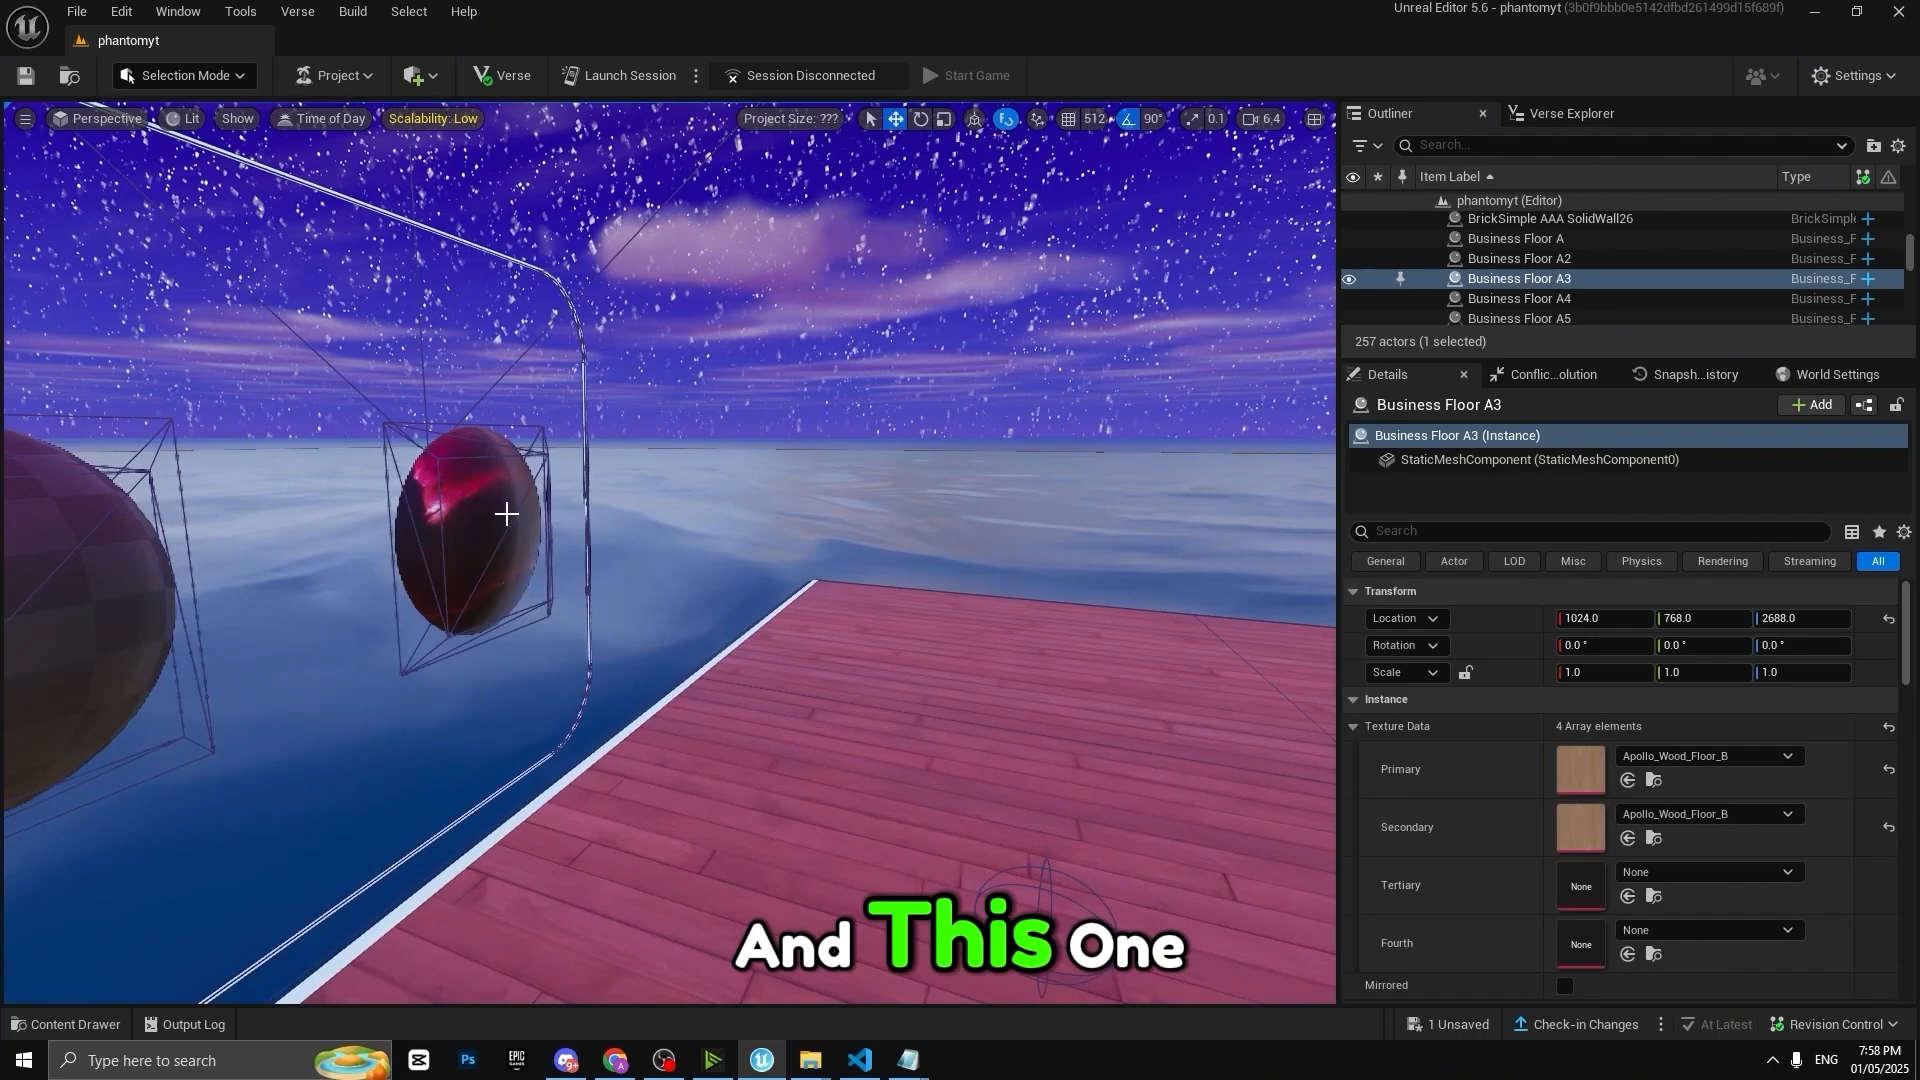 File Edit Window Tools Verse Build Select Help
Unreal Editor 5.6 - phantomyt (3b0f9bbb0e5142dfbd261499d15f689f)
phantomyt
Selection Mode
Project
Verse
Launch Session
Session Disconnected
Start Game
Settings
Perspective
Lit
Show
Time of Day
Scalability: Low
Project Size: ???
512
90°
0.1
6.4
And This One
Outliner
Verse Explorer
Search...
Item Label
Type
phantomyt (Editor)
BrickSimple AAA SolidWall26 BrickSimple
Business Floor A Business_F
Business Floor A2 Business_F
Business Floor A3 Business_F
Business Floor A4 Business_F
Business Floor A5 Business_F
257 actors (1 selected)
Details
Conflic...olution
Snapsh...istory
World Settings
Business Floor A3
Add
Business Floor A3 (Instance)
StaticMeshComponent (StaticMeshComponent0)
Search
General Actor LOD Misc Physics Rendering Streaming All
Transform
Location 1024.0 768.0 2688.0
Rotation 0.0 ° 0.0 ° 0.0 °
Scale 1.0 1.0 1.0
Instance
Texture Data 4 Array elements
Primary Apollo_Wood_Floor_B
Secondary Apollo_Wood_Floor_B
Tertiary None None
Fourth None None
Mirrored
Content Drawer
Output Log
1 Unsaved
Check-in Changes
At Latest
Revision Control
Type here to search
Ps
EPIC GAMES
9+
ENG
7:58 PM
01/05/2025